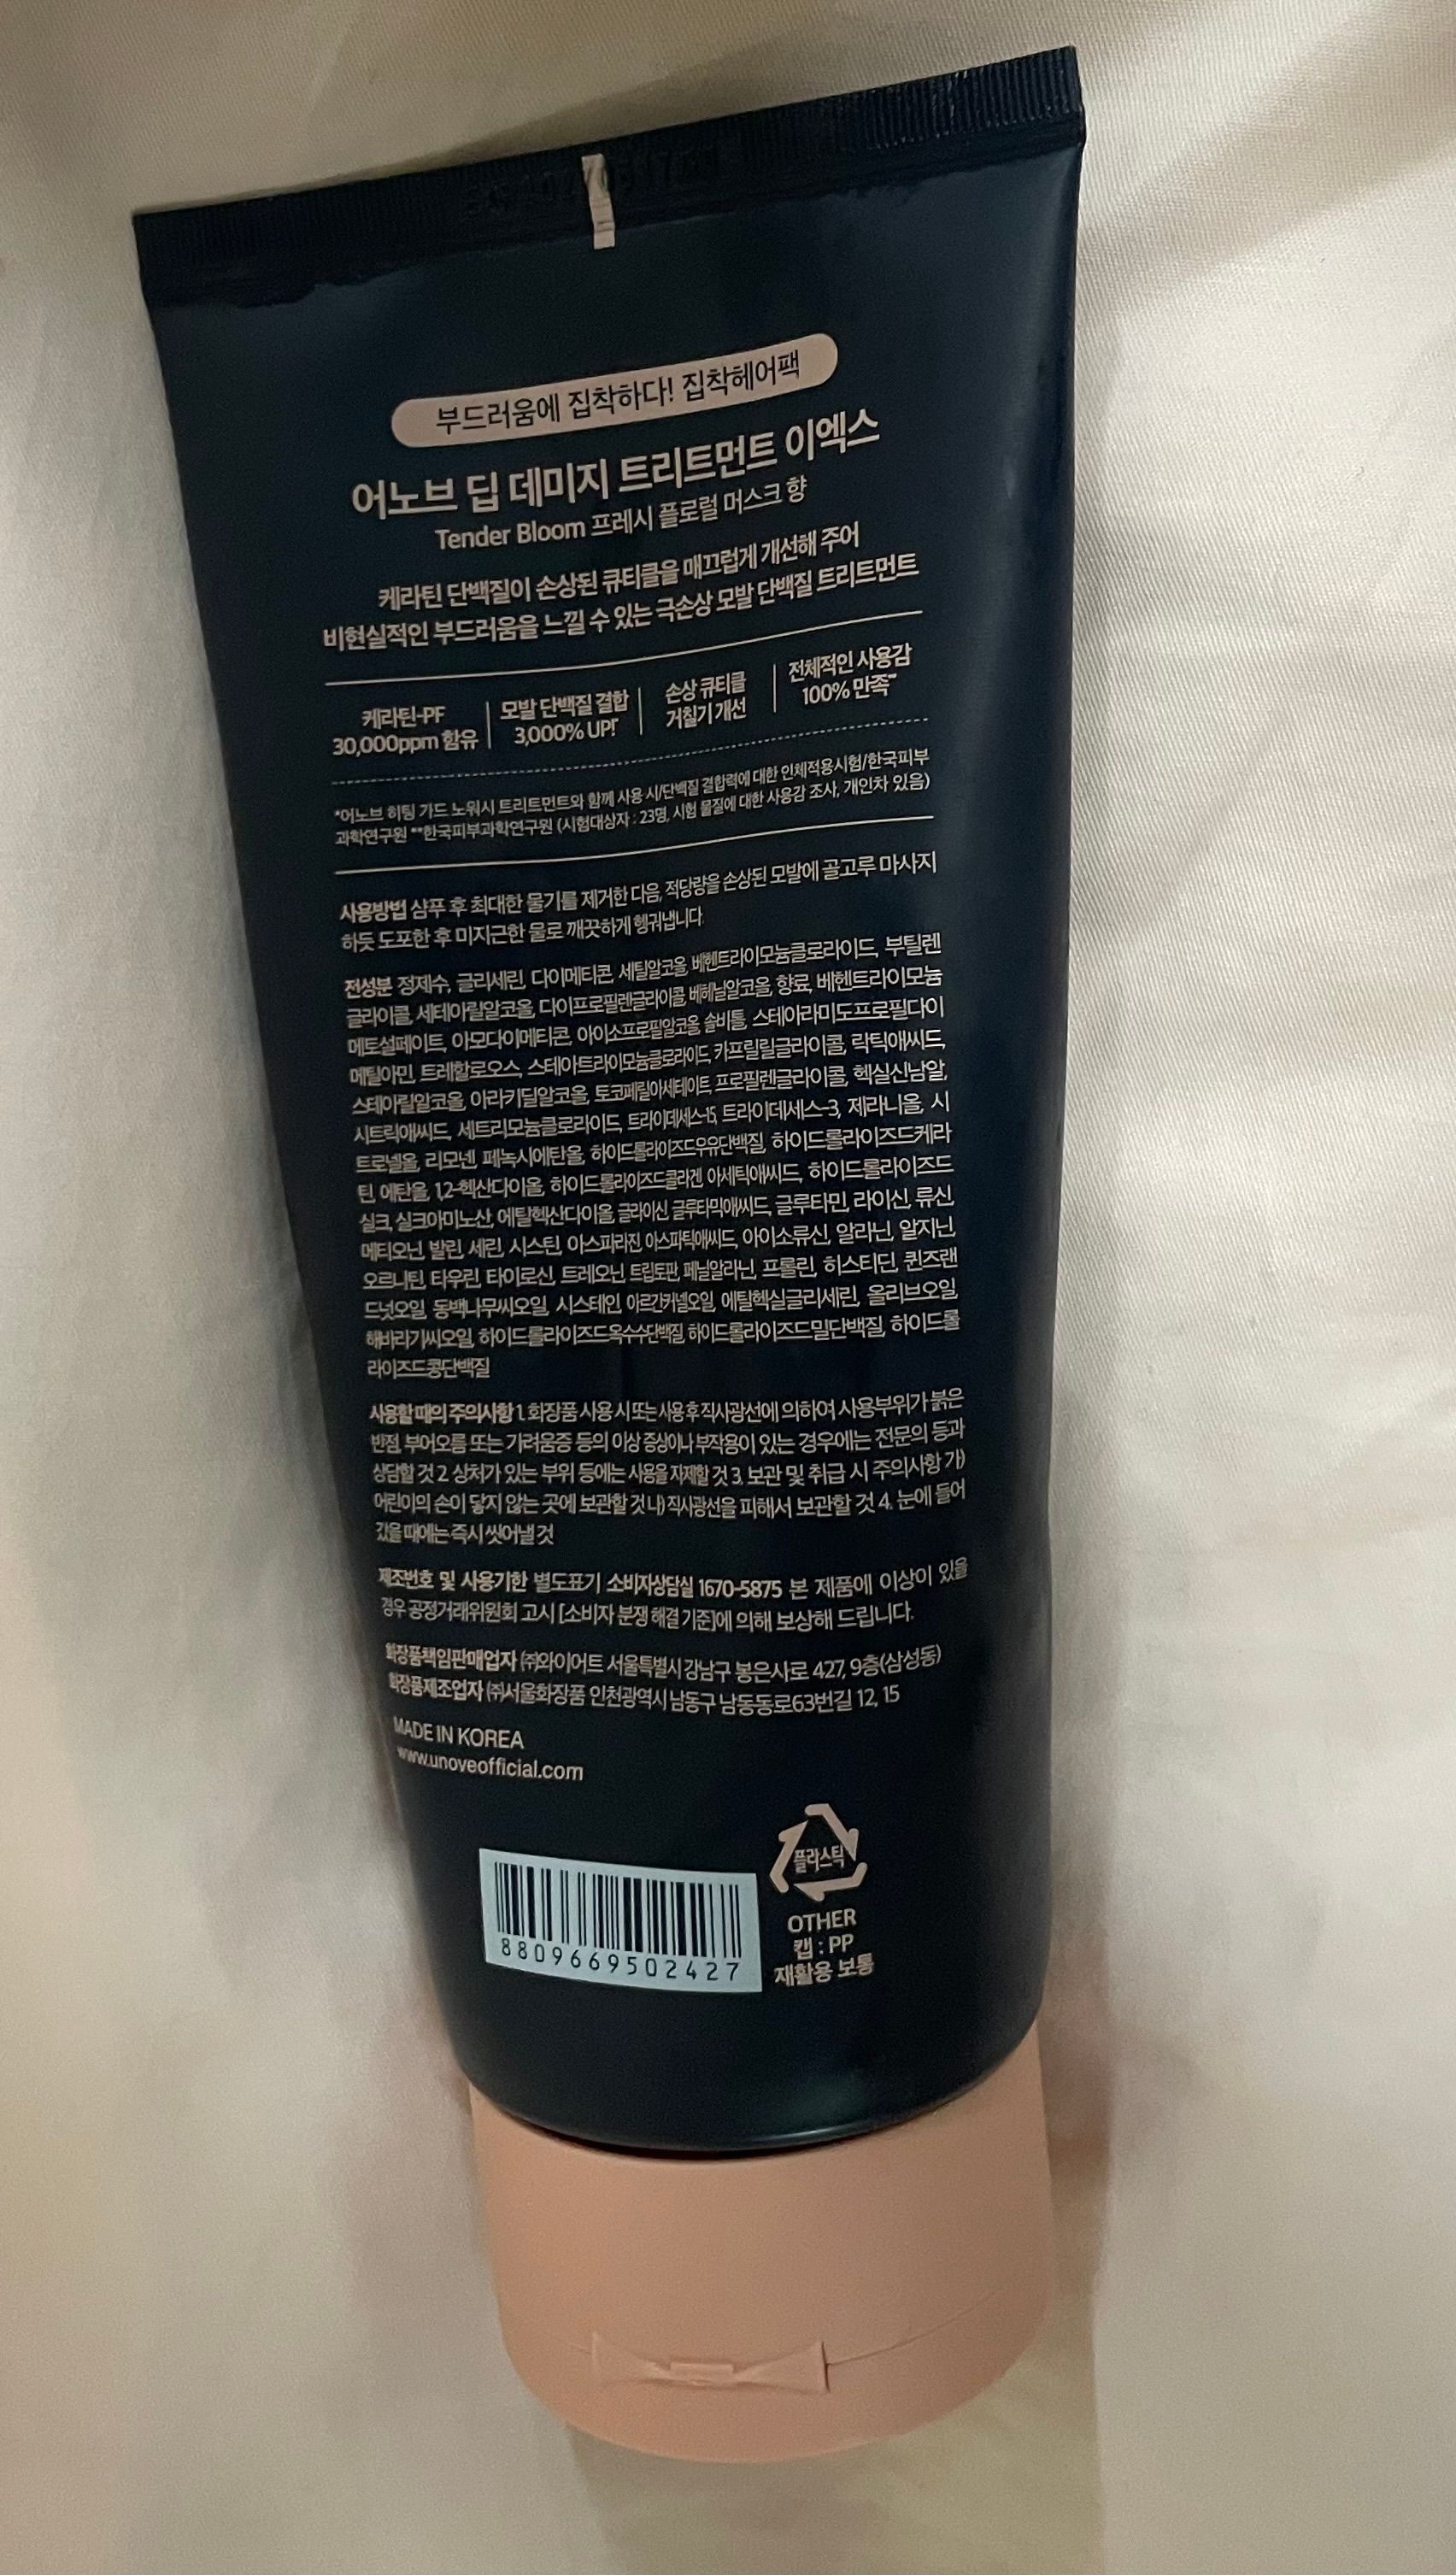 부드러움에 집착하다! 집착헤어팩
어노브 딥 데미지 트리트먼트 이엑스
Tender Bloom 프레시 플로럴 머스크 향
케라틴 단백질이 손상된 큐티클을 매끄럽게 개선해 주어
비현실적인 부드러움을 느낄 수 있는 극손상 모발 단백질 트리트먼트
케라틴-PF
30,000ppm 함유
모발 단백질 결합
3,000% UP!*
손상 큐티클
거칠기 개선
전체적인 사용감
100% 만족**
*어노브 히팅 가드 노워시 트리트먼트와 함께 사용 시/단백질 결합력에 대한 인체적용시험/한국피부
과학연구원 **한국피부과학연구원 (시험대상자 : 23명, 시험 물질에 대한 사용감 조사, 개인차 있음)
사용방법 샴푸 후 최대한 물기를 제거한 다음, 적당량을 손상된 모발에 골고루 마사지
하듯 도포한 후 미지근한 물로 깨끗하게 헹궈냅니다.
전성분 정제수, 글리세린, 다이메티콘, 세틸알코올, 베헨트라이모늄클로라이드, 부틸렌
글라이콜, 세테아릴알코올, 다이프로필렌글라이콜, 베헤닐알코올, 향료, 베헨트라이모늄
메토설페이트, 아모다이메티콘, 아이소프로필알코올, 솔비톨, 스테아라미도프로필다이
메틸아민, 트레할로오스, 스테아트라이모늄클로라이드, 카프릴릴글라이콜, 락틱애씨드,
스테아릴알코올, 아라키딜알코올, 토코페릴아세테이트, 프로필렌글라이콜, 헥실신남알,
시트릭애씨드, 세트리모늄클로라이드, 트라이데세스-15, 트라이데세스-3, 제라니올, 시
트로넬올, 리모넨, 페녹시에탄올, 하이드롤라이즈드우유단백질, 하이드롤라이즈드케라
틴, 에탄올, 1,2-헥산다이올, 하이드롤라이즈드콜라겐, 아세틱애씨드, 하이드롤라이즈드
실크, 실크아미노산, 에틸헥산다이올, 글라이신, 글루타믹애씨드, 글루타민, 라이신, 류신,
메티오닌, 발린, 세린, 시스틴, 아스파라진, 아스파틱애씨드, 아이소류신, 알라닌, 알지닌,
오르니틴, 타우린, 타이로신, 트레오닌, 트립토판, 페닐알라닌, 프롤린, 히스티딘, 퀸즈랜
드넛오일, 동백나무씨오일, 시스테인, 아르간커넬오일, 에틸헥실글리세린, 올리브오일,
해바라기씨오일, 하이드롤라이즈드옥수수단백질, 하이드롤라이즈드밀단백질, 하이드롤
라이즈드콩단백질
사용할 때의 주의사항 1. 화장품 사용 시 또는 사용 후 직사광선에 의하여 사용부위가 붉은
반점, 부어오름 또는 가려움증 등의 이상 증상이나 부작용이 있는 경우에는 전문의 등과
상담할 것 2. 상처가 있는 부위 등에는 사용을 자제할 것 3. 보관 및 취급 시 주의사항 가)
어린이의 손이 닿지 않는 곳에 보관할 것 나) 직사광선을 피해서 보관할 것 4. 눈에 들어
갔을 때에는 즉시 씻어낼 것
제조번호 및 사용기한 별도표기 소비자상담실 1670-5875 본 제품에 이상이 있을
경우 공정거래위원회 고시 [소비자 분쟁 해결 기준]에 의해 보상해 드립니다.
화장품책임판매업자 ㈜와이어트 서울특별시 강남구 봉은사로 427, 9층(삼성동)
화장품제조업자 ㈜서울화장품 인천광역시 남동구 남동동로63번길 12, 15
MADE IN KOREA
www.unoveofficial.com
플라스틱
OTHER
캡 : PP
재활용 보통
8809669502427